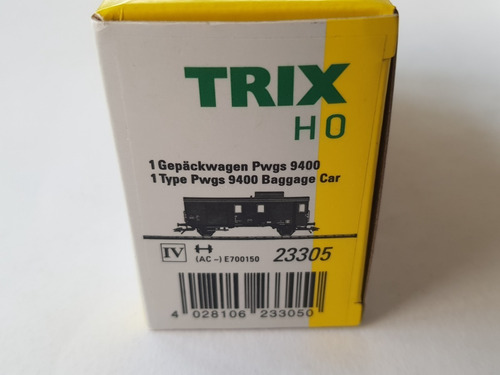 TRIX
HO
1 Gepäckwagen Pwgs 9400
1 Type Pwgs 9400 Baggage Car
IV (AC ~) E700150 23305
4 028106 233050